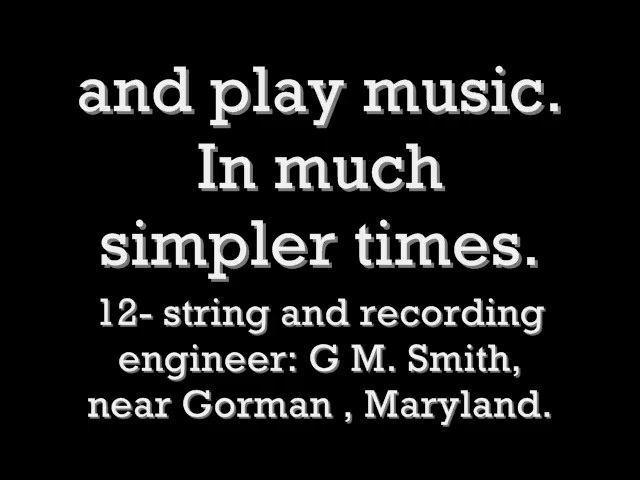 and play music.
In much
simpler times.
12- string and recording
engineer: G M. Smith,
near Gorman , Maryland.